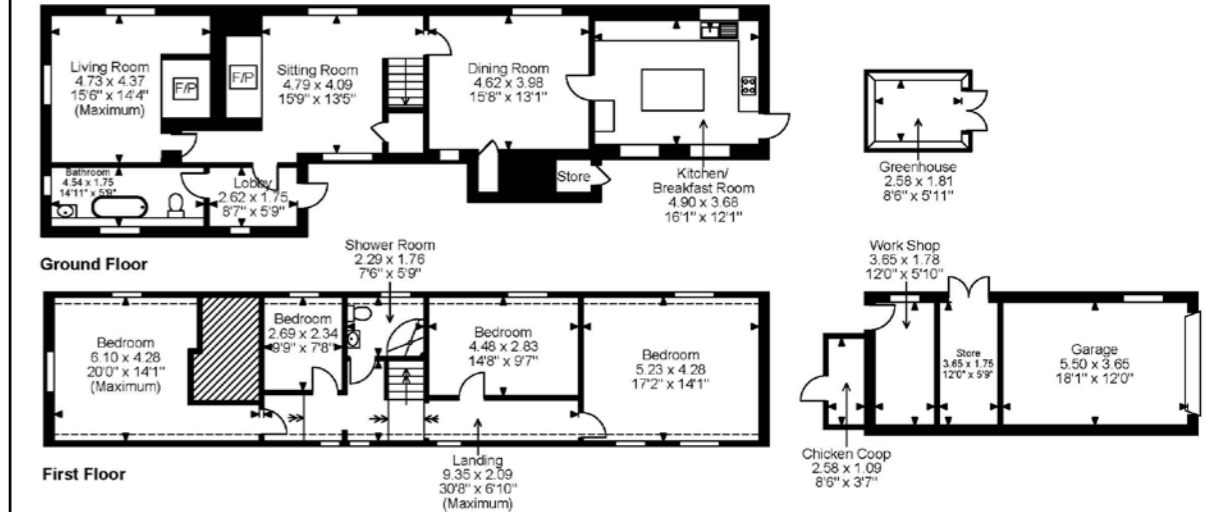 Living Room
4.73 x 4.37
15'6" x 14'4"
(Maximum)
F/P
F/P
Sitting Room
4.79 x 4.09
15'9" x 13'5"
Dining Room
4.62 x 3.98
15'8" x 13'1"
Kitchen/
Breakfast Room
4.90 x 3.68
16'1" x 12'1"
Store
Bathroom
4.54 x 1.75
14'11" x 5'9"
Lobby
2.62 x 1.75
8'7" x 5'9"
Greenhouse
2.58 x 1.81
8'6" x 5'11"
Ground Floor
Shower Room
2.29 x 1.76
7'6" x 5'9"
Bedroom
6.10 x 4.28
20'0" x 14'1"
(Maximum)
Bedroom
2.69 x 2.34
9'9" x 7'8"
Bedroom
4.48 x 2.83
14'8" x 9'7"
Bedroom
5.23 x 4.28
17'2" x 14'1"
Landing
9.35 x 2.09
30'8" x 6'10"
(Maximum)
First Floor
Work Shop
3.65 x 1.78
12'0" x 5'10"
Store
3.65 x 1.75
12'0" x 5'9"
Garage
5.50 x 3.65
18'1" x 12'0"
Chicken Coop
2.58 x 1.09
8'6" x 3'7"